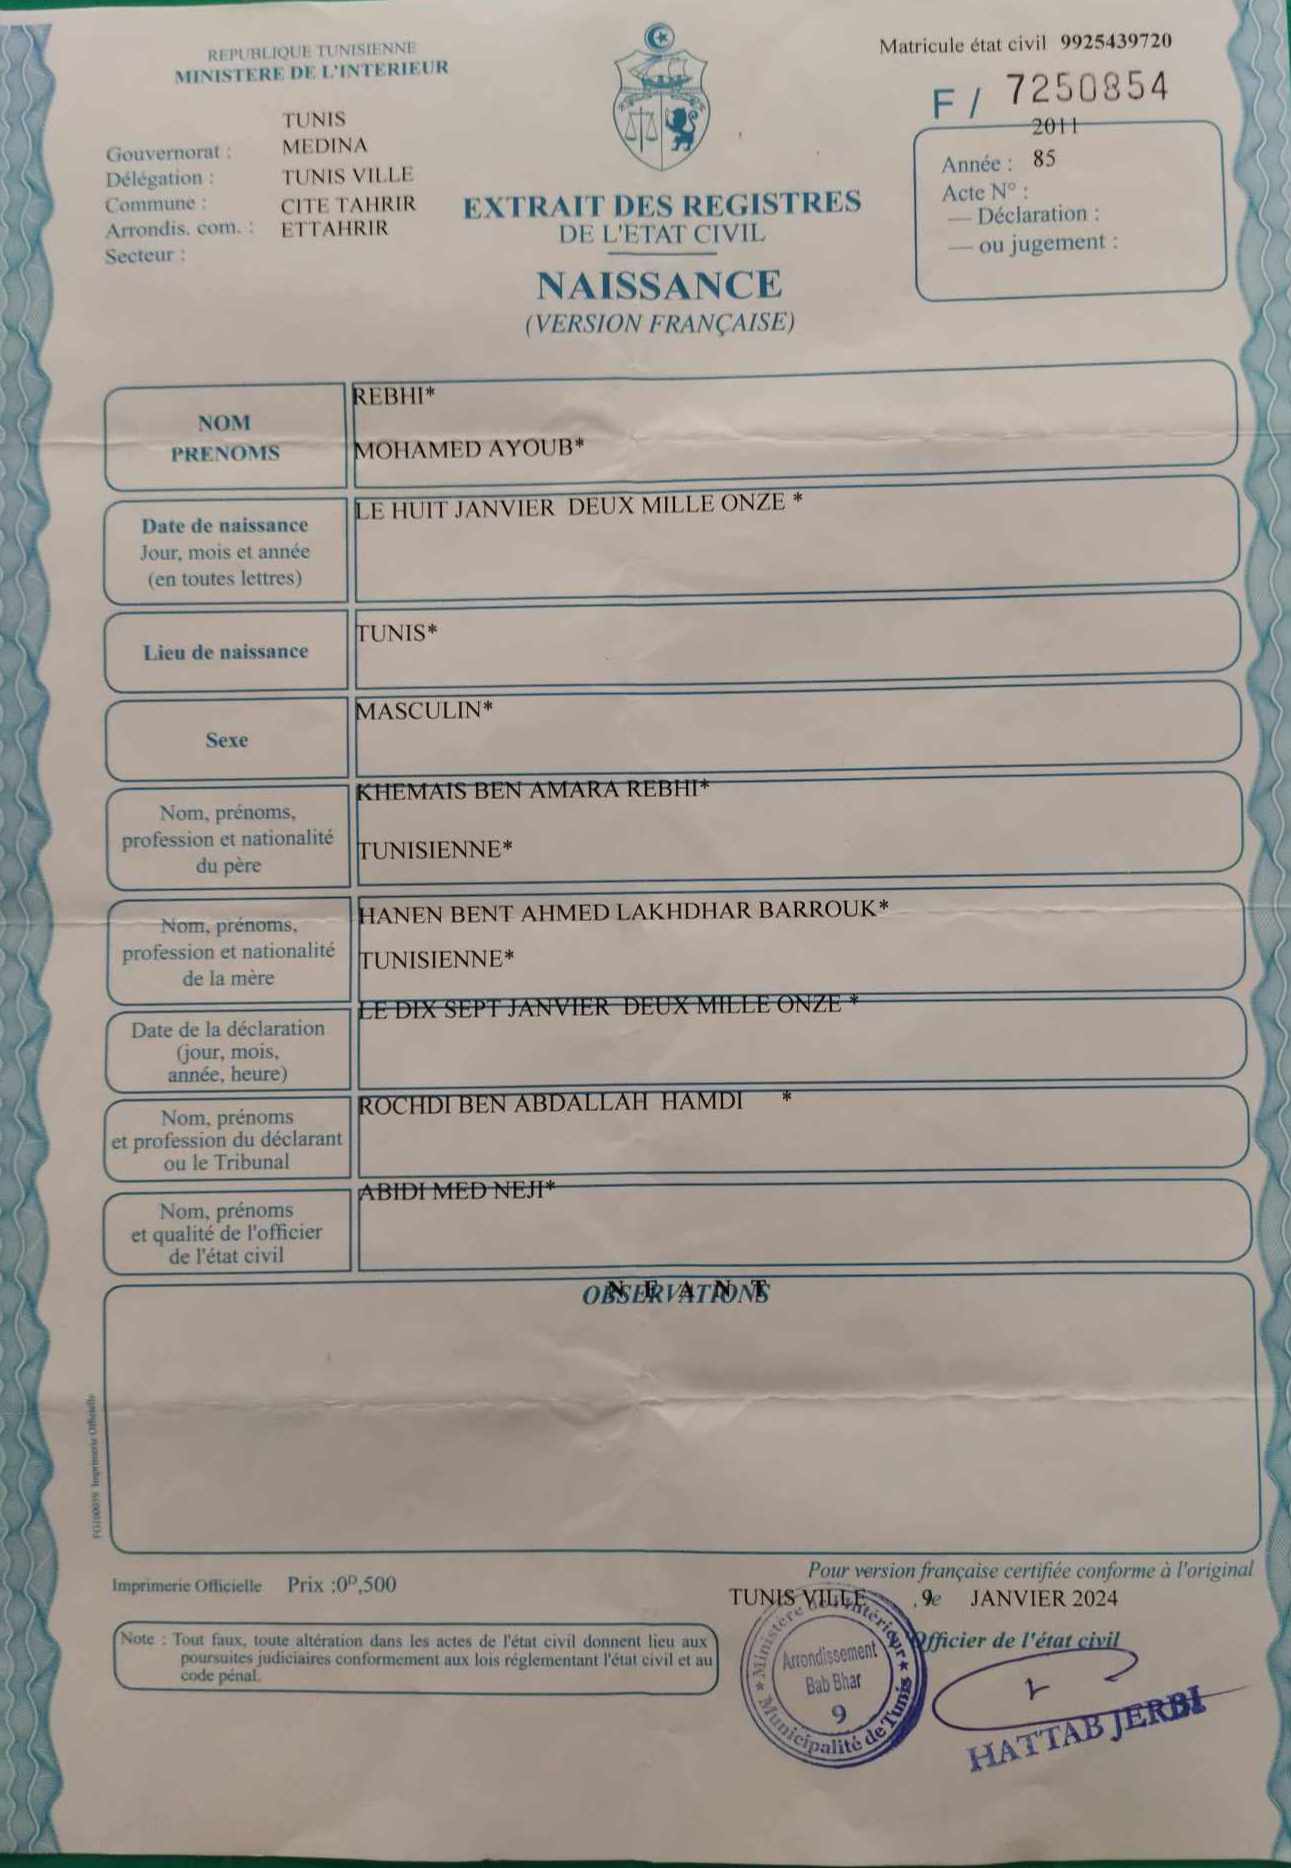 REPUBLIQUE TUNISIENNE
MINISTERE DE L'INTERIEUR
Matricule état civil 9925439720
F / 7250854
TUNIS
Gouvernorat : MEDINA
Délégation : TUNIS VILLE
Commune : CITE TAHRIR
Arrondis. com. : ETTAHRIR
Secteur :
2011
Année : 85
Acte N° :
— Déclaration :
— ou jugement :
EXTRAIT DES REGISTRES
DE L'ETAT CIVIL
NAISSANCE
(VERSION FRANÇAISE)
NOM
PRENOMS
REBHI*
MOHAMED AYOUB*
Date de naissance
Jour, mois et année
(en toutes lettres)
LE HUIT JANVIER DEUX MILLE ONZE *
Lieu de naissance
TUNIS*
Sexe
MASCULIN*
Nom, prénoms,
profession et nationalité
du père
KHEMAIS BEN AMARA REBHI*
TUNISIENNE*
Nom, prénoms,
profession et nationalité
de la mère
HANEN BENT AHMED LAKHDHAR BARROUK*
TUNISIENNE*
Date de la déclaration
(jour, mois,
année, heure)
LE DIX SEPT JANVIER DEUX MILLE ONZE *
Nom, prénoms
et profession du déclarant
ou le Tribunal
ROCHDI BEN ABDALLAH HAMDI *
Nom, prénoms
et qualité de l'officier
de l'état civil
ABIDI MED NEJI*
OBSERVATIONS
N E A N T
Imprimerie Officielle
Imprimerie Officielle Prix :0ᴰ,500
Pour version française certifiée conforme à l'original
TUNIS VILLE , le 9 JANVIER 2024
Officier de l'état civil
Note : Tout faux, toute altération dans les actes de l'état civil donnent lieu aux
poursuites judiciaires conformement aux lois réglementant l'état civil et au
code pénal.
Ministère de l'Intérieur
Arrondissement
Bab Bhar
9
Municipalité de Tunis
HATTAB JERBI